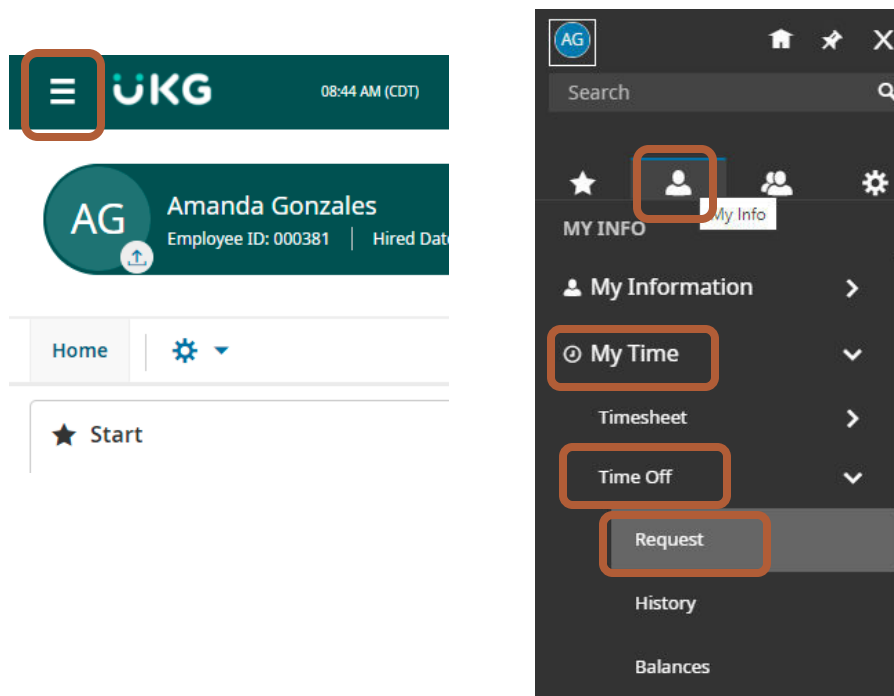 UKG
08:44 AM (CDT)
AG
Amanda Gonzales
Employee ID: 000381 | Hired Dat
Home
Start
AG
X
Search
My Info
MY INFO
My Information
My Time
Timesheet
Time Off
Request
History
Balances